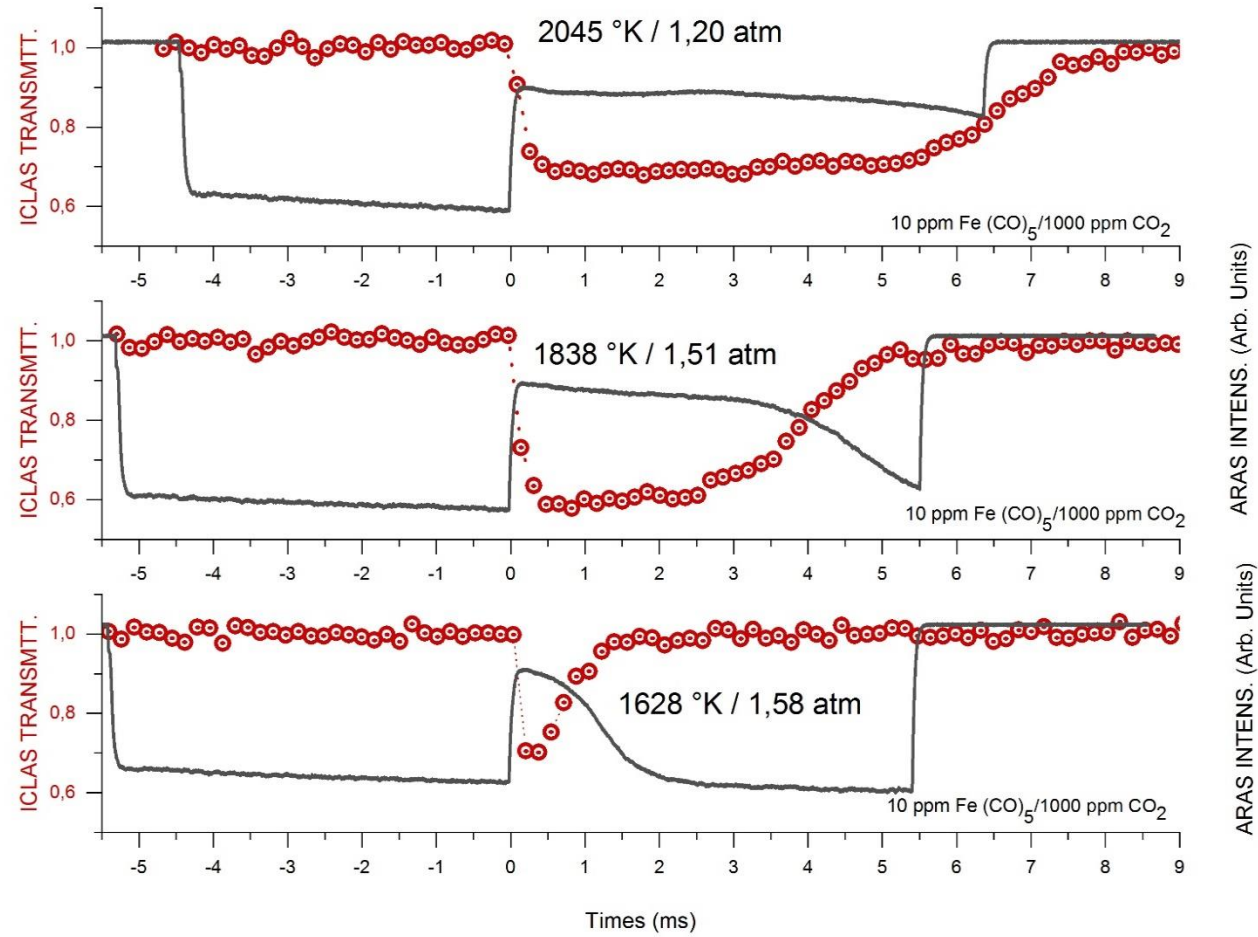 ICLAS TRANSMTT.
1,0
0,8
0,6
2045 °K / 1,20 atm
10 ppm Fe (CO)5/1000 ppm CO2
-5 -4 -3 -2 -1 0 1 2 3 4 5 6 7 8 9
ICLAS TRANSMTT.
1,0
0,8
0,6
1838 °K / 1,51 atm
10 ppm Fe (CO)5/1000 ppm CO2
-5 -4 -3 -2 -1 0 1 2 3 4 5 6 7 8 9
ARAS INTENS. (Arb. Units)
ICLAS TRANSMTT.
1,0
0,8
0,6
1628 °K / 1,58 atm
10 ppm Fe (CO)5/1000 ppm CO2
-5 -4 -3 -2 -1 0 1 2 3 4 5 6 7 8 9
ARAS INTENS. (Arb. Units)
Times (ms)